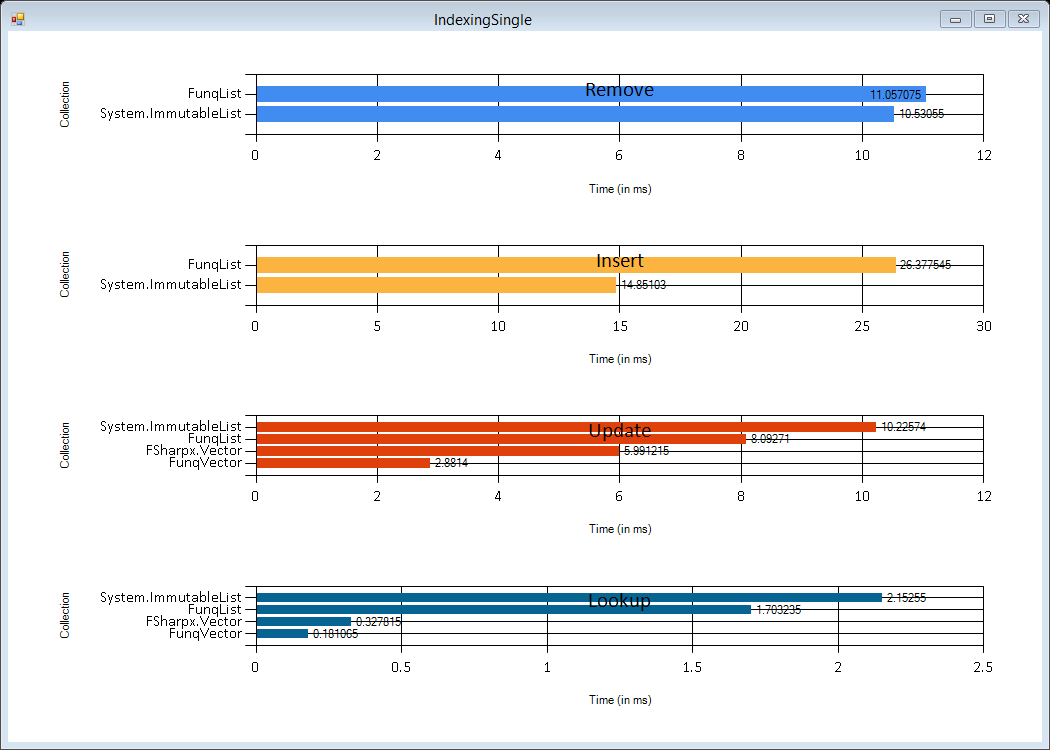 IndexingSingle
Remove
Collection
FunqList 11.057075
System.ImmutableList 10.53055
0 2 4 6 8 10 12
Time (in ms)
Insert
Collection
FunqList 26.377545
System.ImmutableList 14.85103
0 5 10 15 20 25 30
Time (in ms)
Update
Collection
System.ImmutableList 10.22574
FunqList 8.09271
FSharpx.Vector 5.991215
FunqVector 2.8814
0 2 4 6 8 10 12
Time (in ms)
Lookup
Collection
System.ImmutableList 2.15255
FunqList 1.703235
FSharpx.Vector 0.327815
FunqVector 0.181065
0 0.5 1 1.5 2 2.5
Time (in ms)